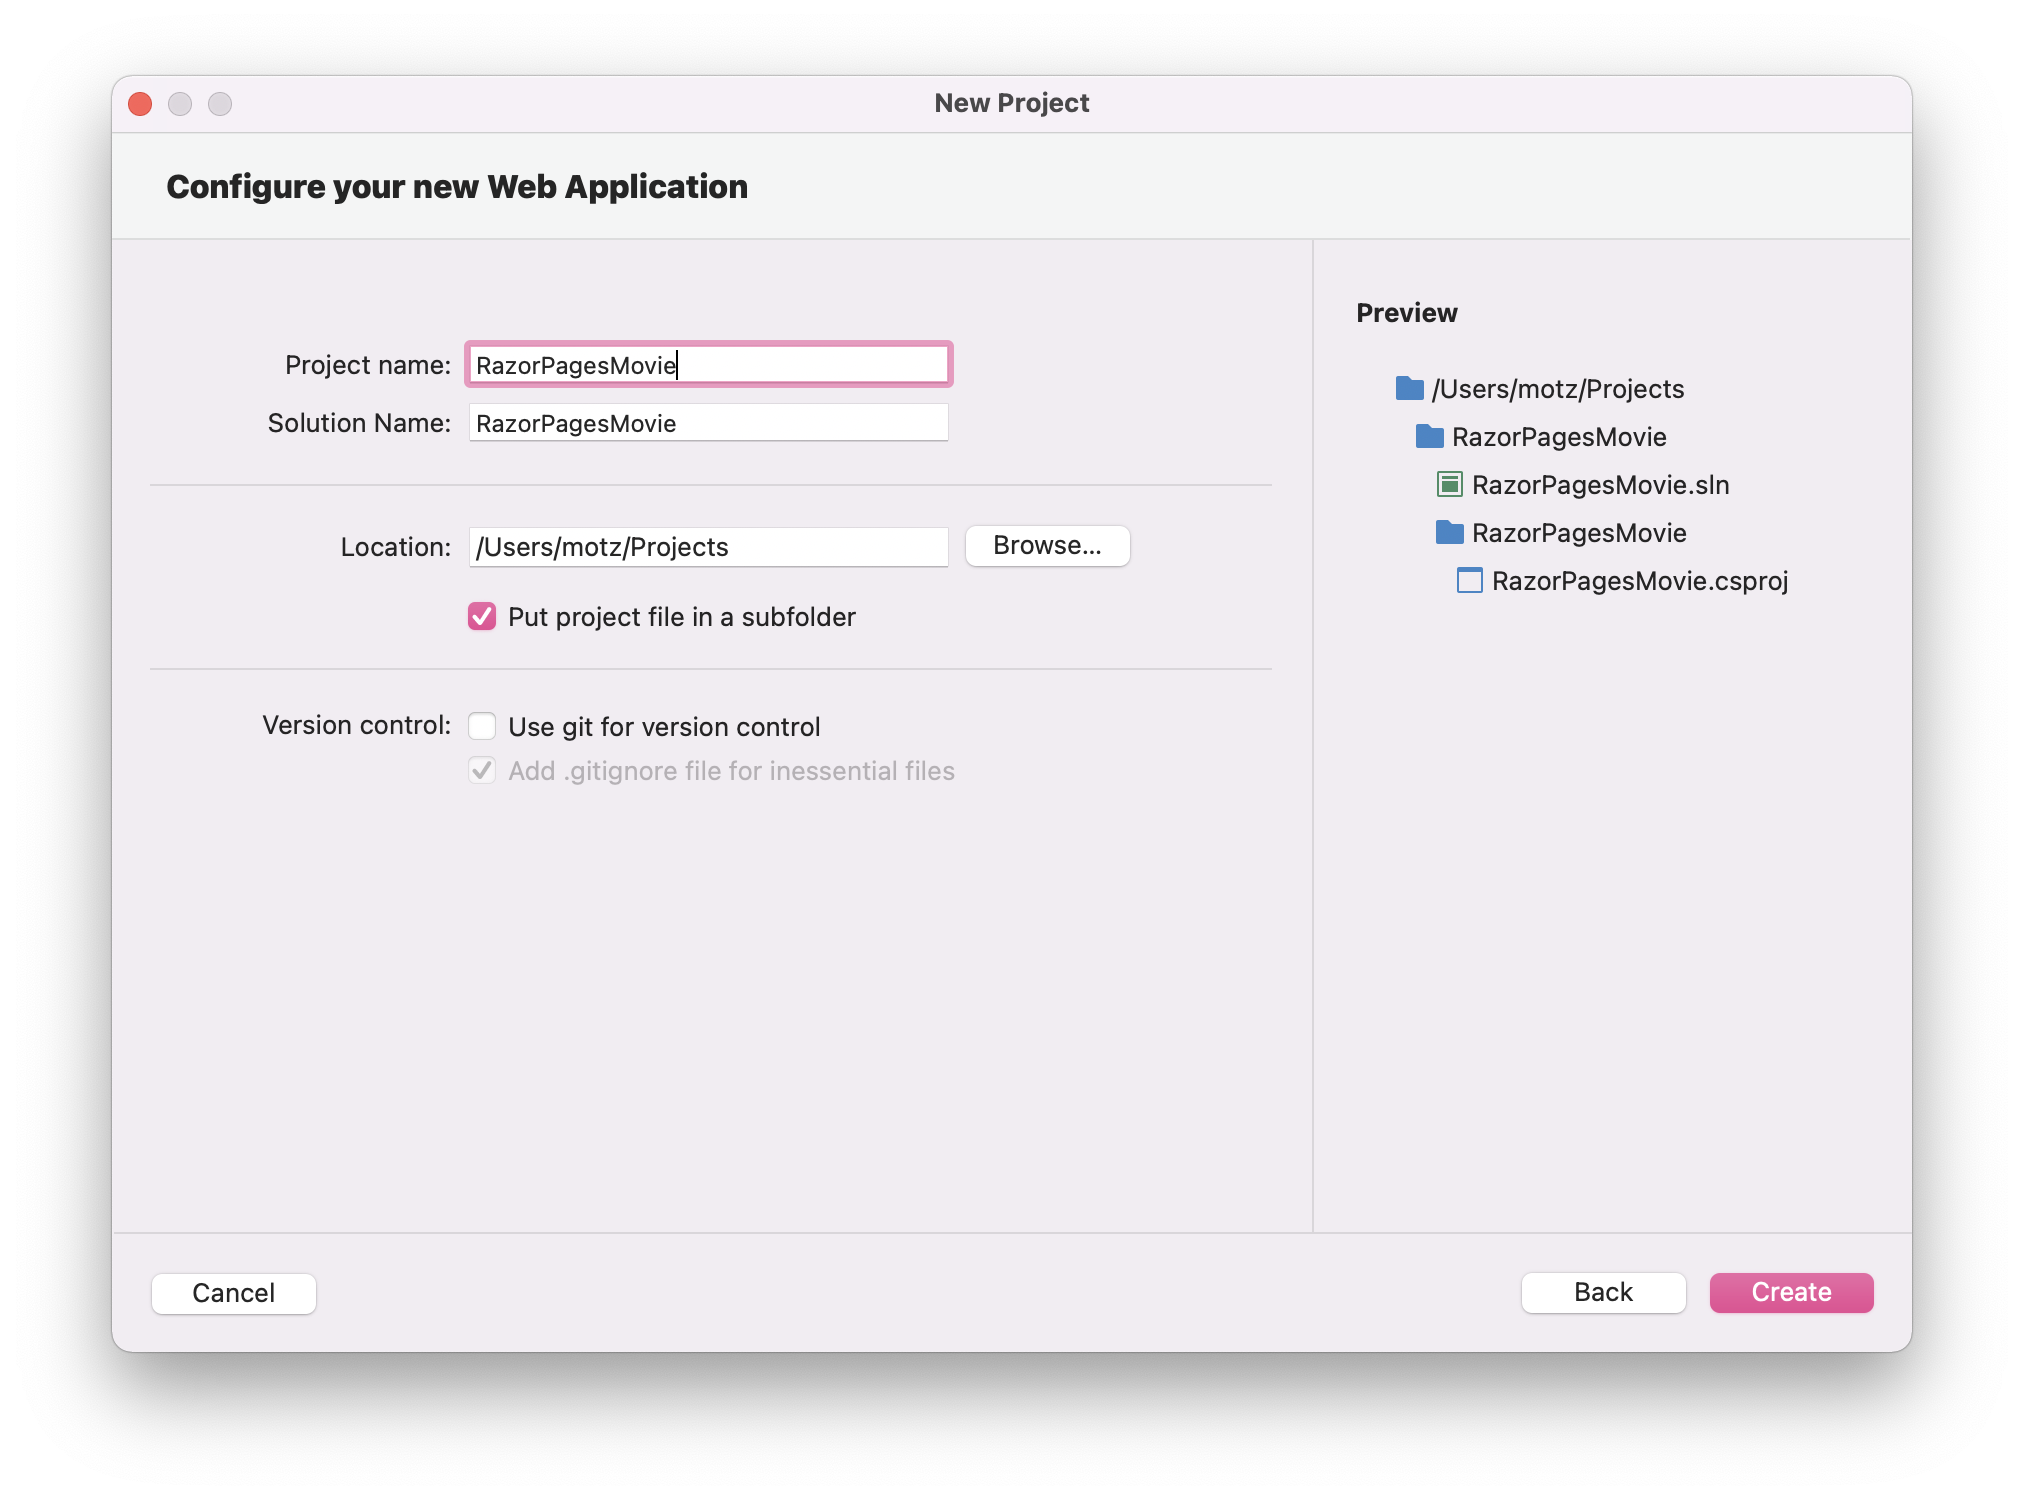 New Project
Configure your new Web Application
Project name: RazorPagesMovie
Solution Name: RazorPagesMovie
Location: /Users/motz/Projects Browse...
Put project file in a subfolder
Version control: Use git for version control
Add .gitignore file for inessential files
Preview
/Users/motz/Projects
RazorPagesMovie
RazorPagesMovie.sln
RazorPagesMovie
RazorPagesMovie.csproj
Cancel Back Create